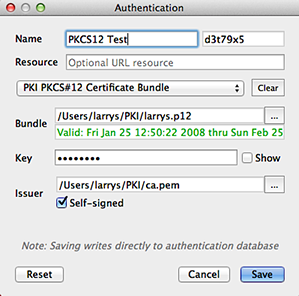 Authentication
Name PKCS12 Test d3t79x5
Resource Optional URL resource
PKI PKCS#12 Certificate Bundle Clear
Bundle /Users/larrys/PKI/larrys.p12 ...
Valid: Fri Jan 25 12:50:22 2008 thru Sun Feb 25
Key •••••••• Show
Issuer /Users/larrys/PKI/ca.pem ...
Self-signed
Note: Saving writes directly to authentication database
Reset Cancel Save